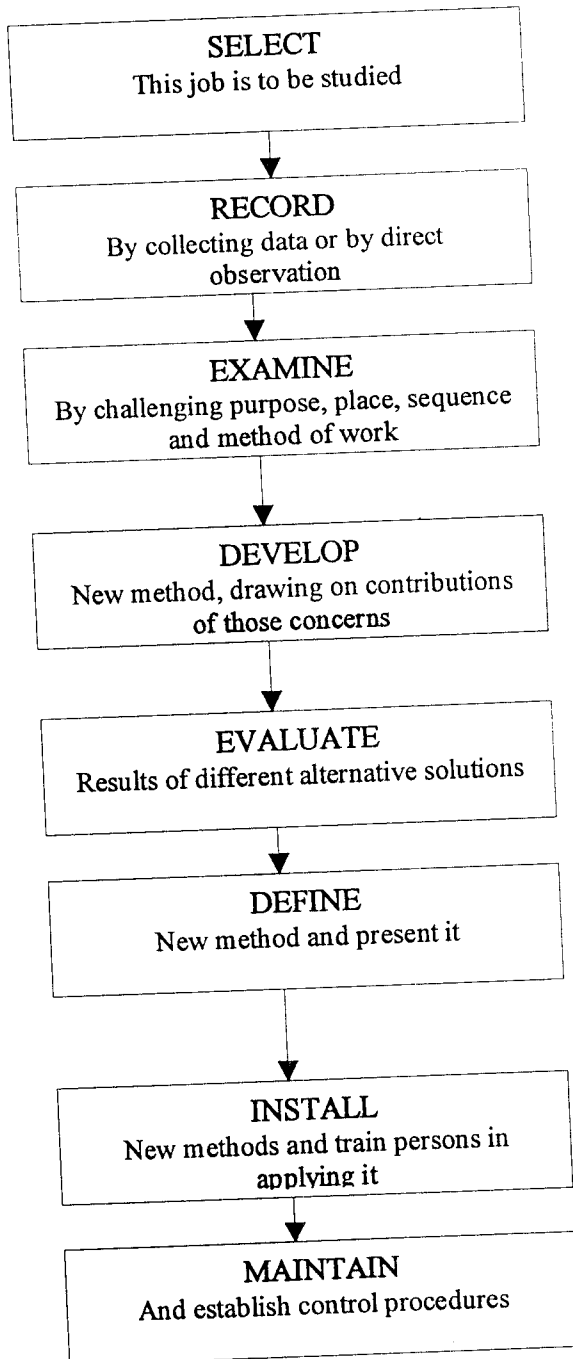 SELECT
This job is to be studied
RECORD
By collecting data or by direct
observation
EXAMINE
By challenging purpose, place, sequence
and method of work
DEVELOP
New method, drawing on contributions
of those concerns
EVALUATE
Results of different alternative solutions
DEFINE
New method and present it
INSTALL
New methods and train persons in
applying it
MAINTAIN
And establish control procedures